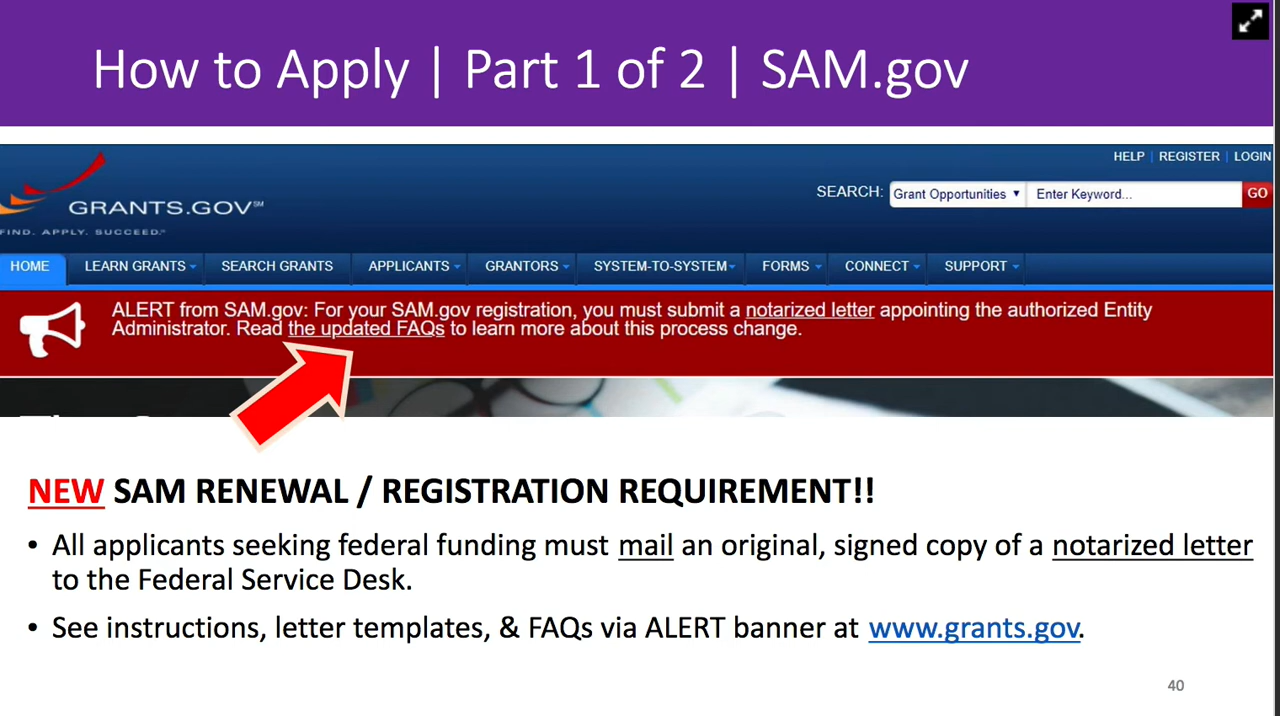 How to Apply | Part 1 of 2 | SAM.gov
HELP | REGISTER | LOGIN
SEARCH: Grant Opportunities ▾ Enter Keyword... GO
GRANTS.GOV℠
FIND. APPLY. SUCCEED.℠
HOME LEARN GRANTS SEARCH GRANTS APPLICANTS GRANTORS SYSTEM-TO-SYSTEM FORMS CONNECT SUPPORT
ALERT from SAM.gov: For your SAM.gov registration, you must submit a notarized letter appointing the authorized Entity
Administrator. Read the updated FAQs to learn more about this process change.
NEW SAM RENEWAL / REGISTRATION REQUIREMENT!!
• All applicants seeking federal funding must mail an original, signed copy of a notarized letter
to the Federal Service Desk.
• See instructions, letter templates, & FAQs via ALERT banner at www.grants.gov.
40